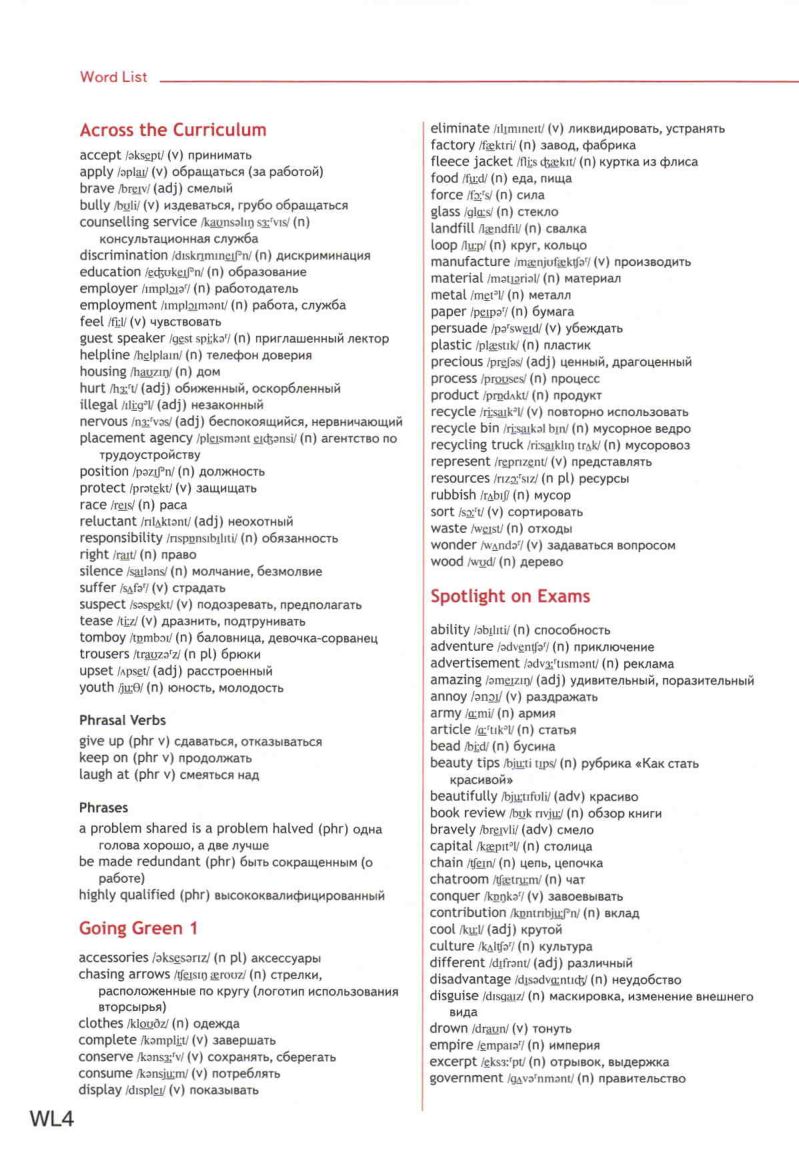 Word List
Across the Curriculum
accept /əksept/ (v) принимать
apply /əplaɪ/ (v) обращаться (за работой)
brave /breɪv/ (adj) смелый
bully /bʊli/ (v) издеваться, грубо обращаться
counselling service /kaʊnsəlɪŋ sɜːʳvɪs/ (n)
консультационная служба
discrimination /dɪskrɪmɪneɪʃᵊn/ (n) дискриминация
education /edʒʊkeɪʃᵊn/ (n) образование
employer /ɪmplɔɪəʳ/ (n) работодатель
employment /ɪmplɔɪmənt/ (n) работа, служба
feel /fiːl/ (v) чувствовать
guest speaker /gest spiːkəʳ/ (n) приглашенный лектор
helpline /helplaɪn/ (n) телефон доверия
housing /haʊzɪŋ/ (n) дом
hurt /hɜːʳt/ (adj) обиженный, оскорбленный
illegal /ɪliːgᵊl/ (adj) незаконный
nervous /nɜːʳvəs/ (adj) беспокоящийся, нервничающий
placement agency /pleɪsmənt eɪdʒənsi/ (n) агентство по
трудоустройству
position /pəzɪʃᵊn/ (n) должность
protect /prətekt/ (v) защищать
race /reɪs/ (n) раса
reluctant /rɪlʌktənt/ (adj) неохотный
responsibility /rɪspɒnsɪbɪlɪti/ (n) обязанность
right /raɪt/ (n) право
silence /saɪləns/ (n) молчание, безмолвие
suffer /sʌfəʳ/ (v) страдать
suspect /səspekt/ (v) подозревать, предполагать
tease /tiːz/ (v) дразнить, подтрунивать
tomboy /tɒmbɔɪ/ (n) баловница, девочка-сорванец
trousers /traʊzəʳz/ (n pl) брюки
upset /ʌpset/ (adj) расстроенный
youth /juːθ/ (n) юность, молодость
Phrasal Verbs
give up (phr v) сдаваться, отказываться
keep on (phr v) продолжать
laugh at (phr v) смеяться над
Phrases
a problem shared is a problem halved (phr) одна
голова хорошо, а две лучше
be made redundant (phr) быть сокращенным (о
работе)
highly qualified (phr) высококвалифицированный
Going Green 1
accessories /əksesərɪz/ (n pl) аксессуары
chasing arrows /tʃeɪsɪŋ ærouz/ (n) стрелки,
расположенные по кругу (логотип использования
вторсырья)
clothes /kloʊðz/ (n) одежда
complete /kəmpliːt/ (v) завершать
conserve /kənsɜːʳv/ (v) сохранять, сберегать
consume /kənsjuːm/ (v) потреблять
display /dɪspleɪ/ (v) показывать
eliminate /ɪlɪmɪneɪt/ (v) ликвидировать, устранять
factory /fæktri/ (n) завод, фабрика
fleece jacket /fliːs dʒækɪt/ (n) куртка из флиса
food /fuːd/ (n) еда, пища
force /fɔːʳs/ (n) сила
glass /glɑːs/ (n) стекло
landfill /lændfɪl/ (n) свалка
loop /luːp/ (n) круг, кольцо
manufacture /mænjʊfæktʃəʳ/ (v) производить
material /mətɪəriəl/ (n) материал
metal /metᵊl/ (n) металл
paper /peɪpəʳ/ (n) бумага
persuade /pəʳsweɪd/ (v) убеждать
plastic /plæstɪk/ (n) пластик
precious /preʃəs/ (adj) ценный, драгоценный
process /proʊses/ (n) процесс
product /prɒdʌkt/ (n) продукт
recycle /riːsaɪkᵊl/ (v) повторно использовать
recycle bin /riːsaɪkəl bɪn/ (n) мусорное ведро
recycling truck /riːsaɪklɪŋ trʌk/ (n) мусоровоз
represent /reprɪzent/ (v) представлять
resources /rɪzɔːʳsɪz/ (n pl) ресурсы
rubbish /rʌbɪʃ/ (n) мусор
sort /sɔːʳt/ (v) сортировать
waste /weɪst/ (n) отходы
wonder /wʌndəʳ/ (v) задаваться вопросом
wood /wʊd/ (n) дерево
Spotlight on Exams
ability /əbɪlɪti/ (n) способность
adventure /ədventʃəʳ/ (n) приключение
advertisement /ədvɜːʳtɪsmənt/ (n) реклама
amazing /əmeɪzɪŋ/ (adj) удивительный, поразительный
annoy /ənɔɪ/ (v) раздражать
army /ɑːmi/ (n) армия
article /ɑːʳtɪkᵊl/ (n) статья
bead /biːd/ (n) бусина
beauty tips /bjuːti tɪps/ (n) рубрика «Как стать
красивой»
beautifully /bjuːtɪfʊli/ (adv) красиво
book review /bʊk rɪvjuː/ (n) обзор книги
bravely /breɪvli/ (adv) смело
capital /kæpɪtᵊl/ (n) столица
chain /tʃeɪn/ (n) цепь, цепочка
chatroom /tʃætruːm/ (n) чат
conquer /kɒŋkəʳ/ (v) завоевывать
contribution /kɒntrɪbjuːʃᵊn/ (n) вклад
cool /kuːl/ (adj) крутой
culture /kʌltʃəʳ/ (n) культура
different /dɪfrənt/ (adj) различный
disadvantage /dɪsədvɑːntɪdʒ/ (n) неудобство
disguise /dɪsgaɪz/ (n) маскировка, изменение внешнего
вида
drown /draʊn/ (v) тонуть
empire /empaɪəʳ/ (n) империя
excerpt /eksɜːʳpt/ (n) отрывок, выдержка
government /gʌvəʳnmənt/ (n) правительство
WL4